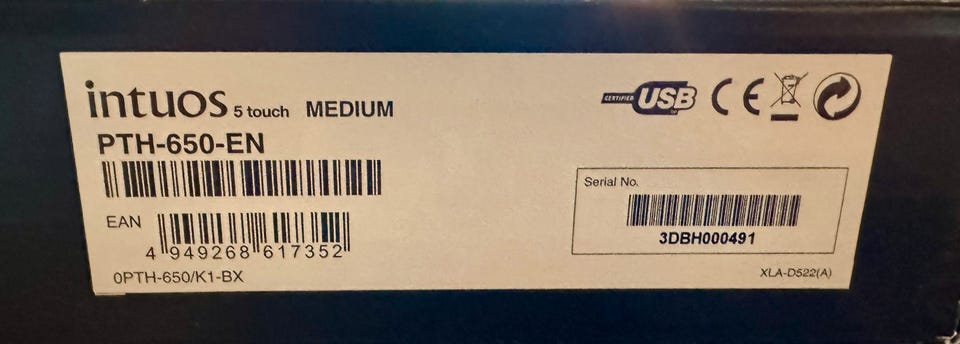 intuos 5 touch MEDIUM
PTH-650-EN
EAN
4 949268 617352
0PTH-650/K1-BX
CERTIFIED USB
CE
Serial No.
3DBH000491
XLA-D522(A)